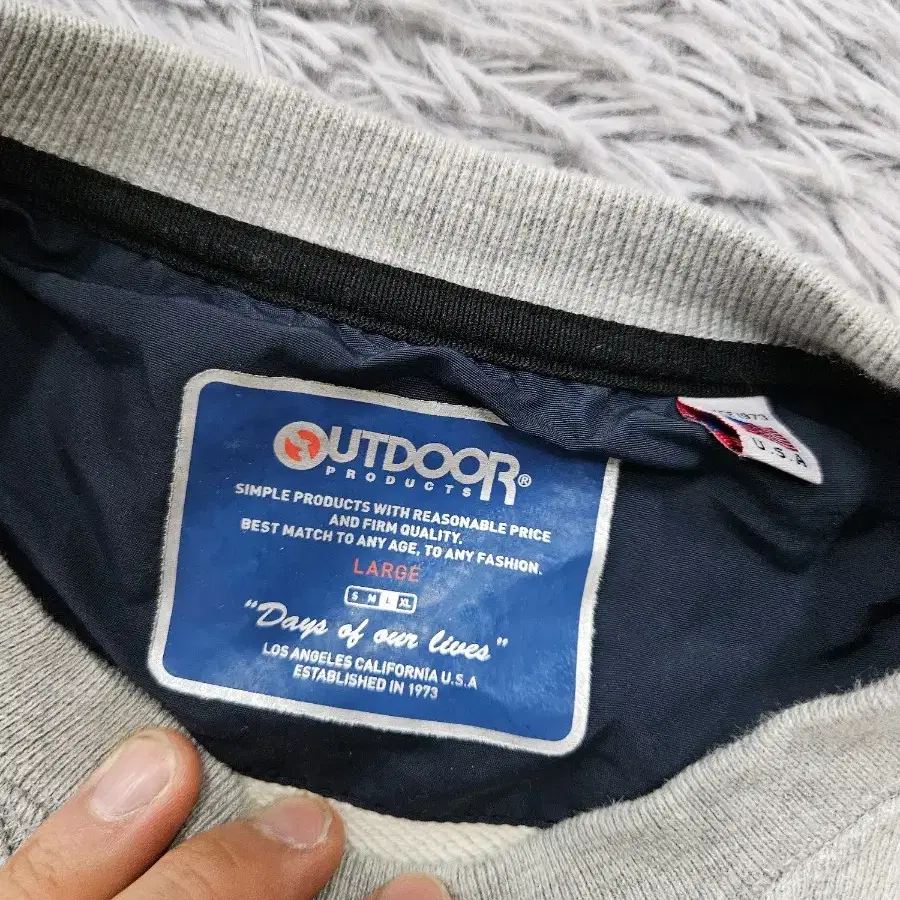 OUTDOOR®
PRODUCTS
SIMPLE PRODUCTS WITH REASONABLE PRICE
AND FIRM QUALITY.
BEST MATCH TO ANY AGE, TO ANY FASHION.
LARGE
S M L XL
"Days of our lives"
LOS ANGELES CALIFORNIA U.S.A
ESTABLISHED IN 1973
1973
U.S.A